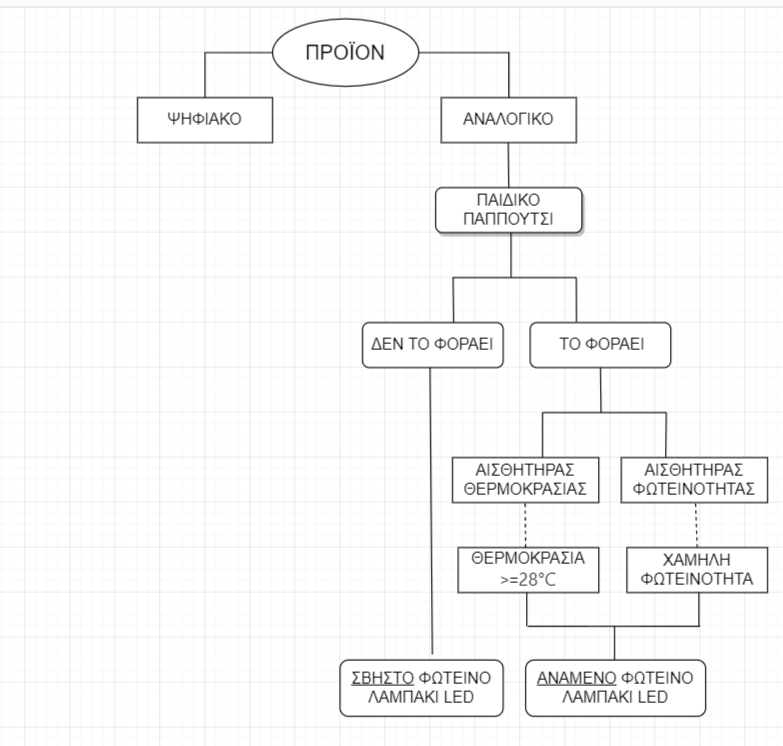 ΠΡΟΪΟΝ
ΨΗΦΙΑΚΟ
ΑΝΑΛΟΓΙΚΟ
ΠΑΙΔΙΚΟ
ΠΑΠΠΟΥΤΣΙ
ΔΕΝ ΤΟ ΦΟΡΑΕΙ
ΤΟ ΦΟΡΑΕΙ
ΑΙΣΘΗΤΗΡΑΣ
ΘΕΡΜΟΚΡΑΣΙΑΣ
ΑΙΣΘΗΤΗΡΑΣ
ΦΩΤΕΙΝΟΤΗΤΑΣ
ΘΕΡΜΟΚΡΑΣΙΑ
>=28°C
ΧΑΜΗΛΗ
ΦΩΤΕΙΝΟΤΗΤΑ
ΣΒΗΣΤΟ ΦΩΤΕΙΝΟ
ΛΑΜΠΑΚΙ LED
ΑΝΑΜΕΝΟ ΦΩΤΕΙΝΟ
ΛΑΜΠΑΚΙ LED